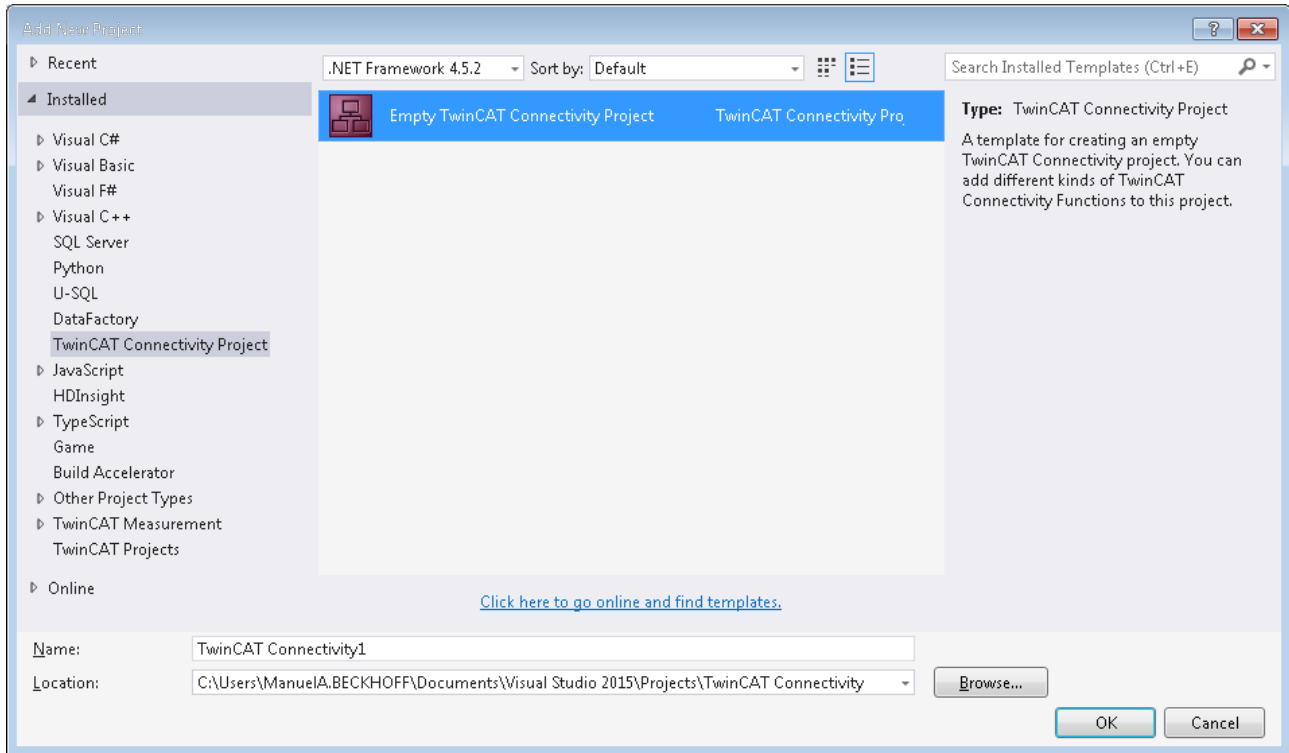 Add New Project
Recent
.NET Framework 4.5.2 Sort by: Default
Search Installed Templates (Ctrl+E)
Installed
Visual C#
Visual Basic
Visual F#
Visual C++
SQL Server
Python
U-SQL
DataFactory
TwinCAT Connectivity Project
JavaScript
HDInsight
TypeScript
Game
Build Accelerator
Other Project Types
TwinCAT Measurement
TwinCAT Projects
Online
Empty TwinCAT Connectivity Project TwinCAT Connectivity Pro
Type: TwinCAT Connectivity Project
A template for creating an empty
TwinCAT Connectivity project. You can
add different kinds of TwinCAT
Connectivity Functions to this project.
Click here to go online and find templates.
Name: TwinCAT Connectivity1
Location: C:\Users\ManuelA.BECKHOFF\Documents\Visual Studio 2015\Projects\TwinCAT Connectivity
Browse...
OK Cancel